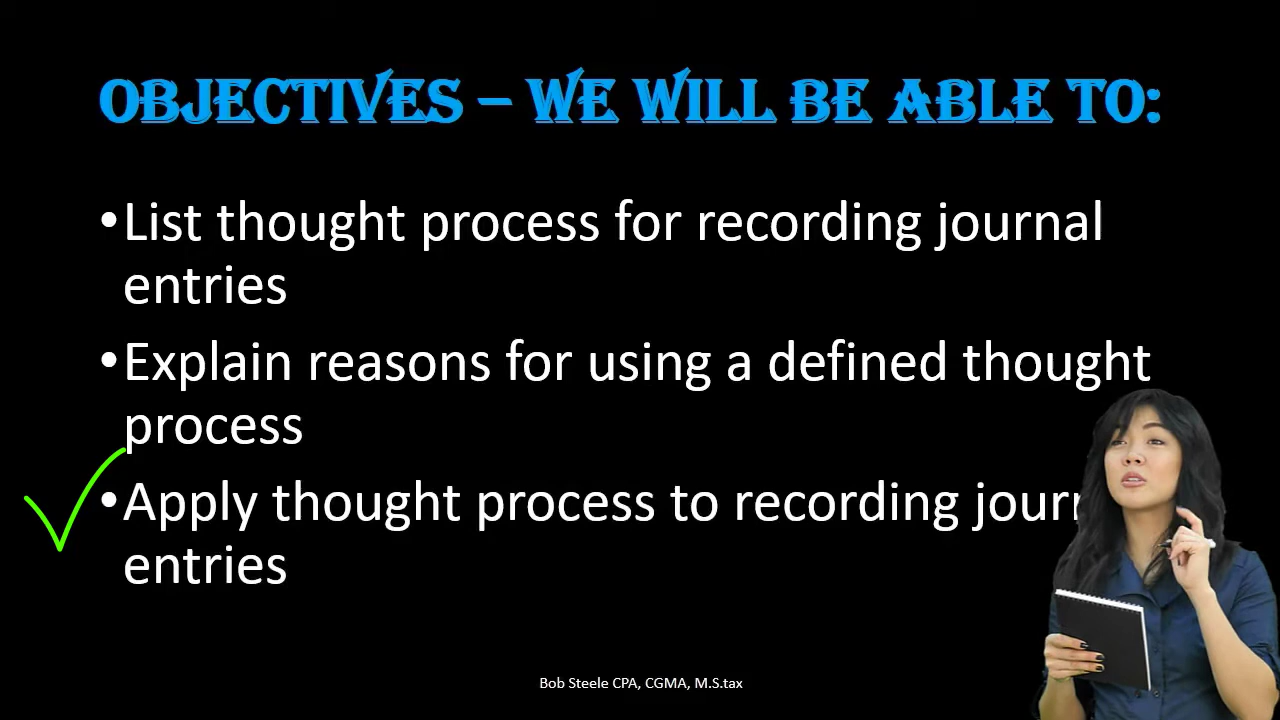 OBJECTIVES – WE WILL BE ABLE TO:
•List thought process for recording journal
entries
•Explain reasons for using a defined thought
process
•Apply thought process to recording
entries
Bob Steele CPA, CGMA, M.S.tax